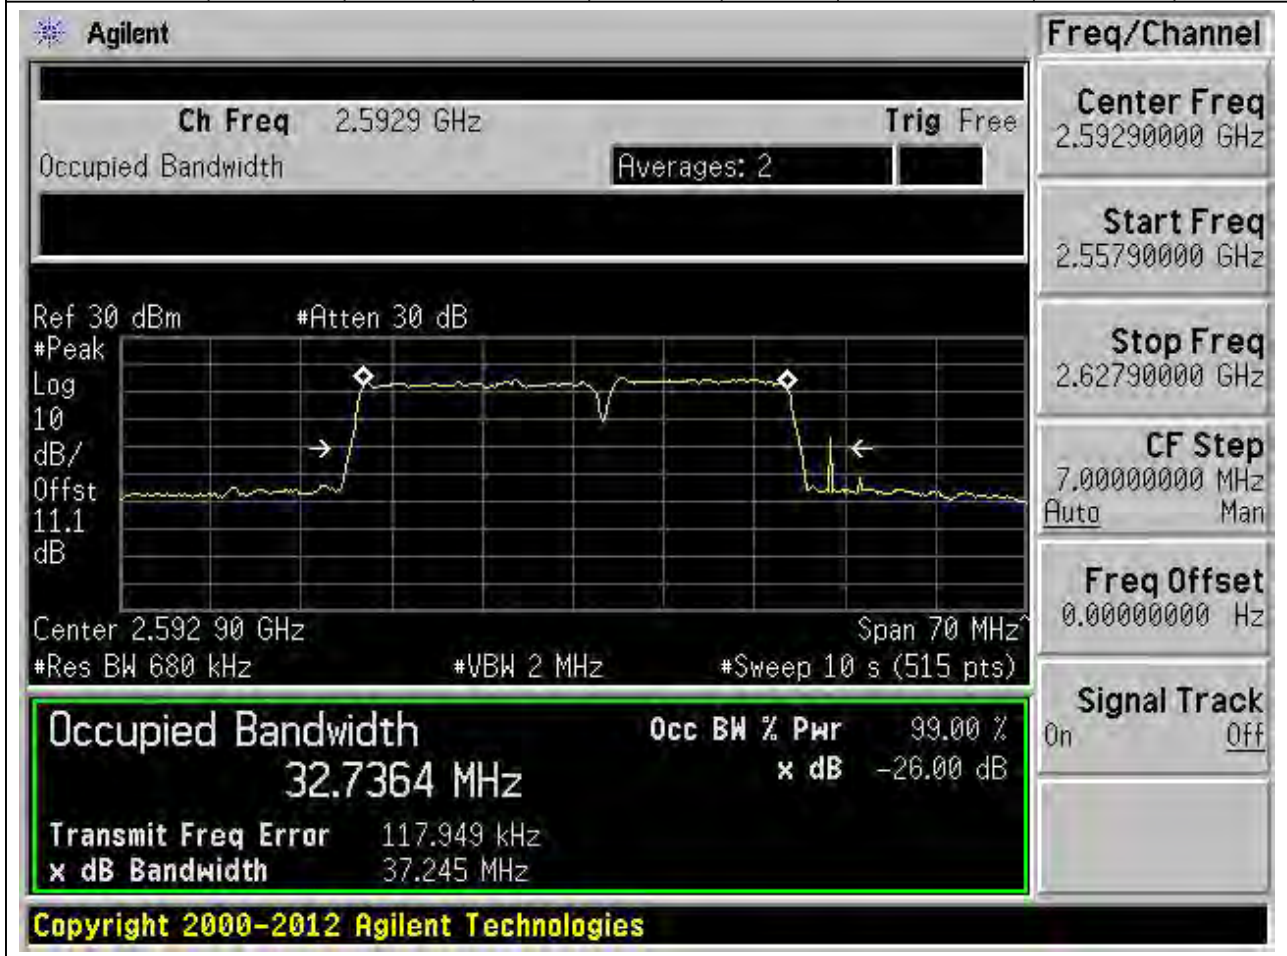 Agilent
Freq/Channel
Ch Freq 2.5929 GHz Trig Free
Occupied Bandwidth Averages: 2
Center Freq
2.59290000 GHz
Start Freq
2.55790000 GHz
Stop Freq
2.62790000 GHz
CF Step
7.00000000 MHz
Auto Man
Freq Offset
0.00000000 Hz
Signal Track
On Off
Ref 30 dBm #Atten 30 dB
#Peak
Log
10
dB/
Offst
11.1
dB
Center 2.592 90 GHz Span 70 MHz^
#Res BW 680 kHz #VBW 2 MHz #Sweep 10 s (515 pts)
Occupied Bandwidth Occ BW % Pwr 99.00 %
32.7364 MHz x dB -26.00 dB
Transmit Freq Error 117.949 kHz
x dB Bandwidth 37.245 MHz
Copyright 2000-2012 Agilent Technologies